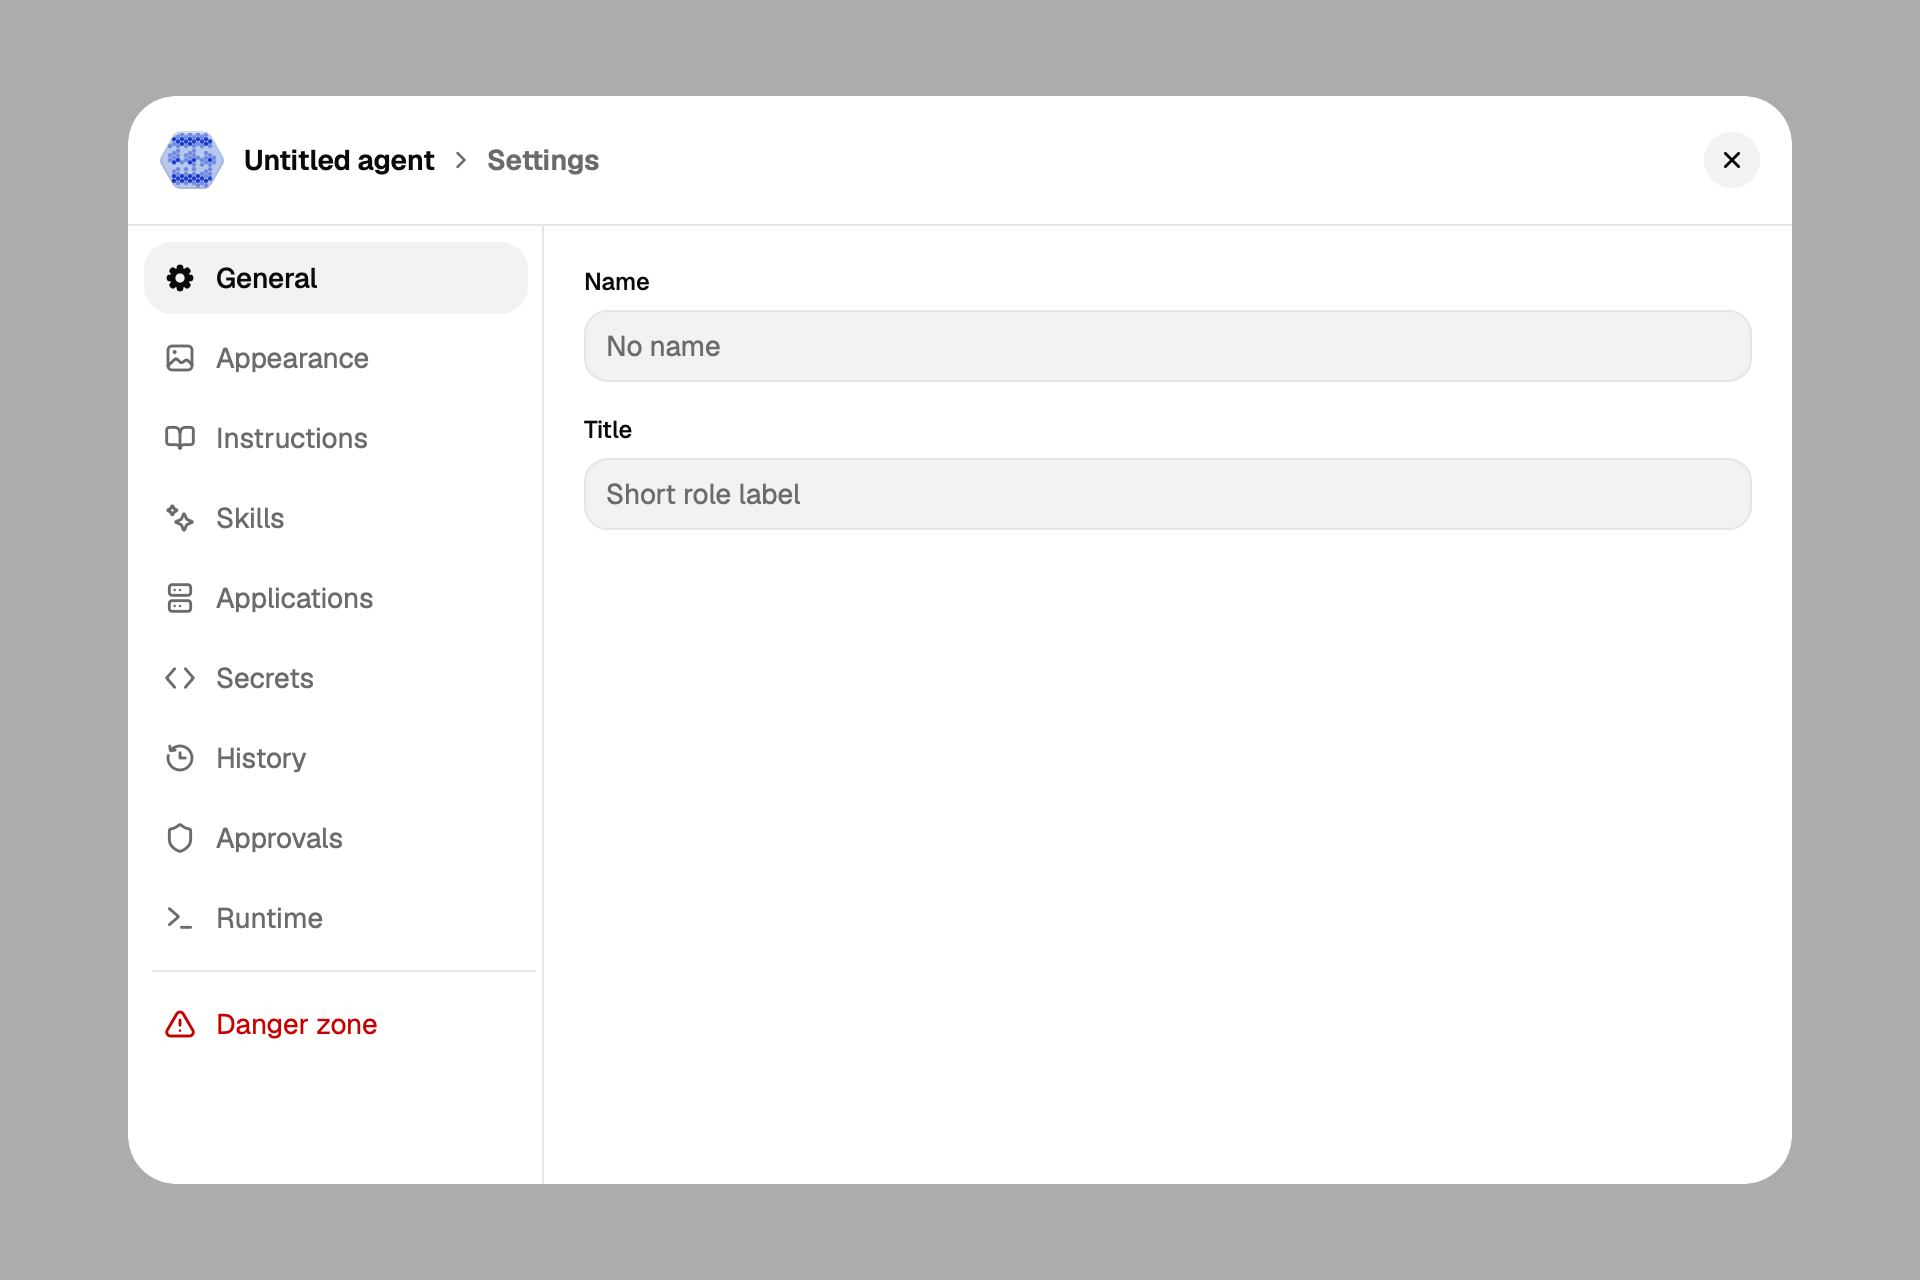 Untitled agent > Settings
General
Appearance
Instructions
Skills
Applications
Secrets
History
Approvals
Runtime
Danger zone
Name
No name
Title
Short role label